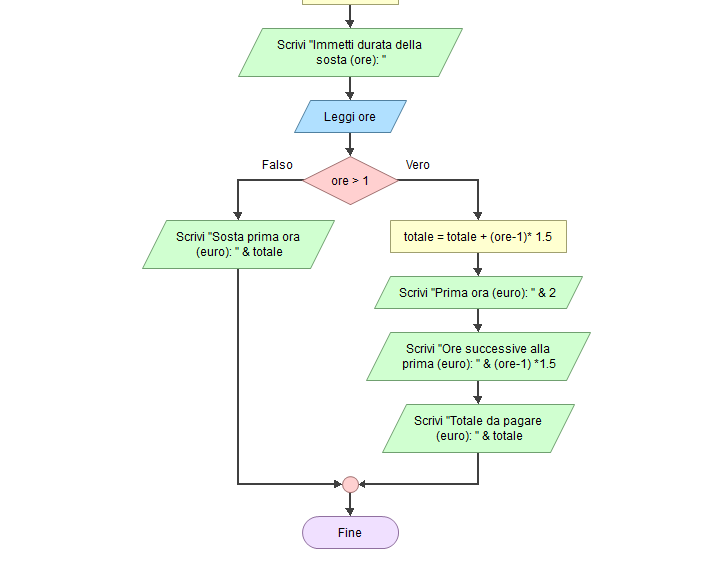 Scrivi "Immetti durata della
sosta (ore): "
Leggi ore
Falso
Vero
ore > 1
Scrivi "Sosta prima ora
(euro): " & totale
totale = totale + (ore-1)* 1.5
Scrivi "Prima ora (euro): " & 2
Scrivi "Ore successive alla
prima (euro): " & (ore-1) *1.5
Scrivi "Totale da pagare
(euro): " & totale
Fine